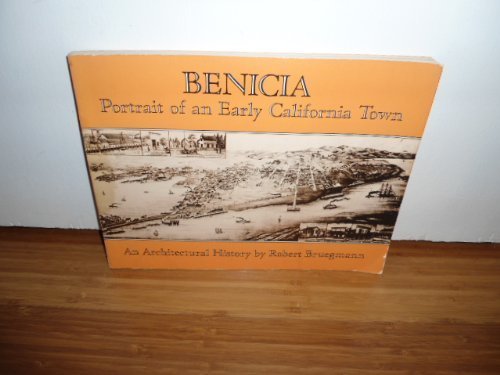 BENICIA
Portrait of an Early California Town
An Architectural History by Robert Bruegmann